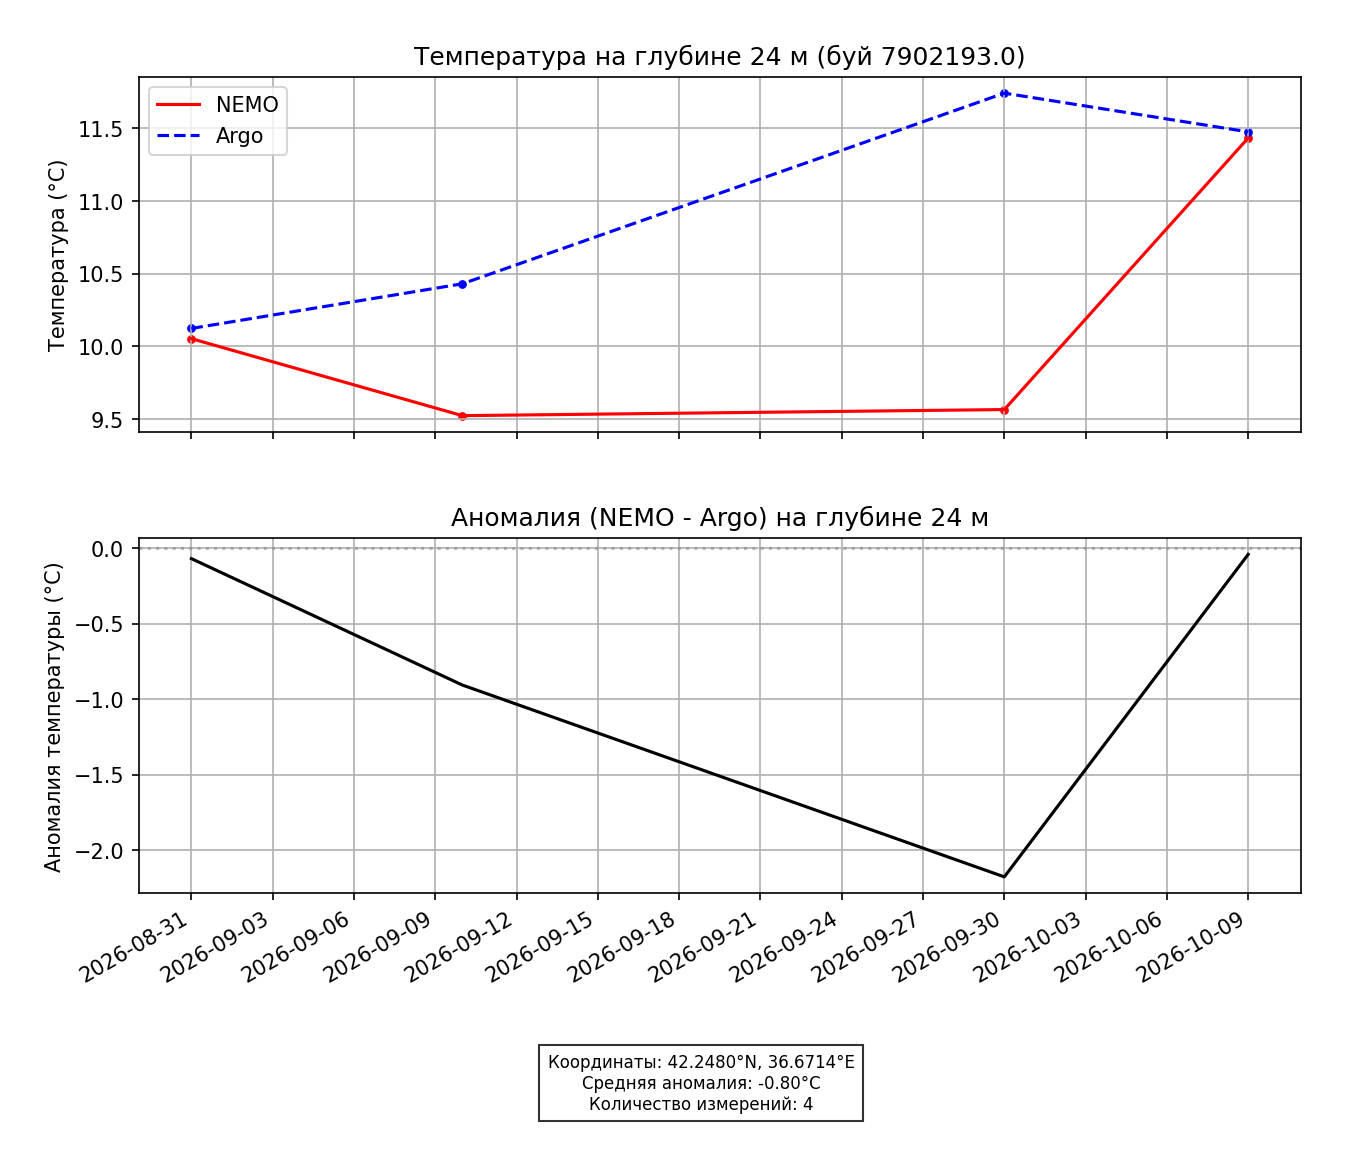 Температура на глубине 24 м (буй 7902193.0)
NEMO
Argo
Температура (°C)
11.5
11.0
10.5
10.0
9.5
Аномалия (NEMO - Argo) на глубине 24 м
Аномалия температуры (°C)
0.0
−0.5
−1.0
−1.5
−2.0
2026-08-31
2026-09-03
2026-09-06
2026-09-09
2026-09-12
2026-09-15
2026-09-18
2026-09-21
2026-09-24
2026-09-27
2026-09-30
2026-10-03
2026-10-06
2026-10-09
Координаты: 42.2480°N, 36.6714°E
Средняя аномалия: -0.80°C
Количество измерений: 4